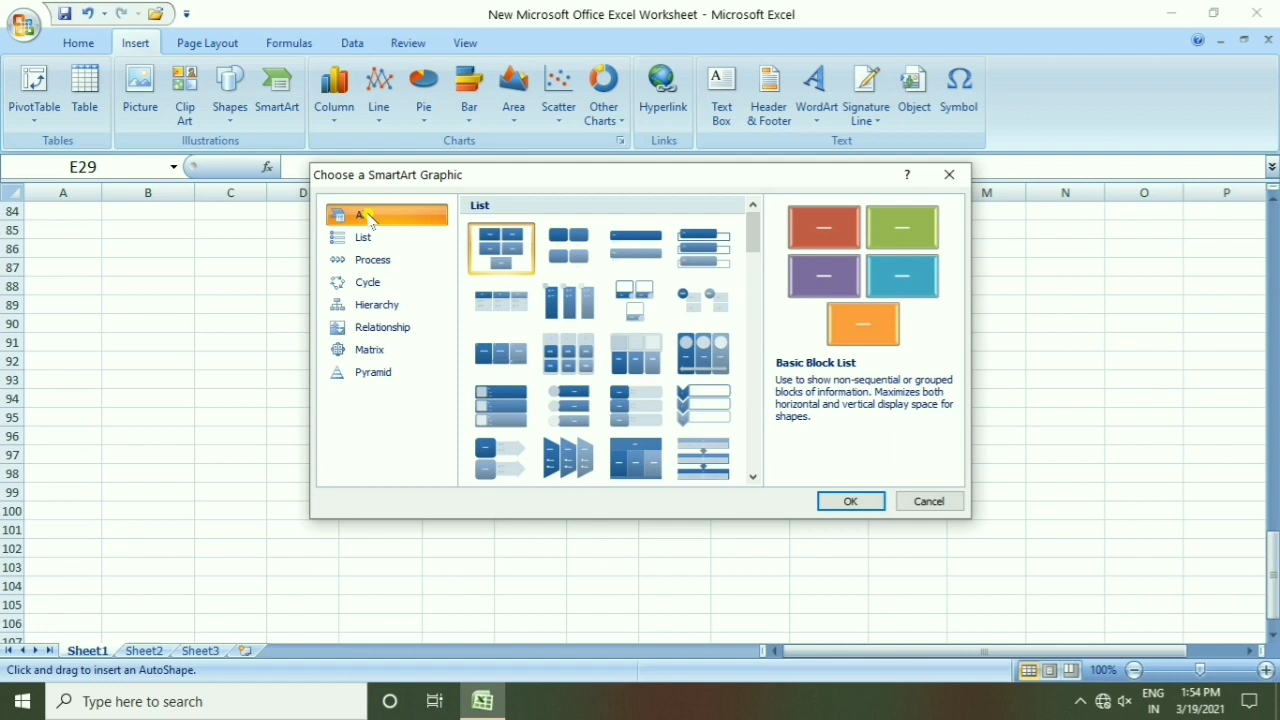 New Microsoft Office Excel Worksheet - Microsoft Excel
Home Insert Page Layout Formulas Data Review View
PivotTable Table Picture Clip Art Shapes SmartArt Column Line Pie Bar Area Scatter Other Charts Hyperlink Text Box Header & Footer WordArt Signature Line Object Symbol
Tables Illustrations Charts Links Text
E29 fx
A B C D M N O P
Choose a SmartArt Graphic ?
List
List
Process
Cycle
Hierarchy
Relationship
Matrix
Pyramid
Basic Block List
Use to show non-sequential or grouped
blocks of information. Maximizes both
horizontal and vertical display space for
shapes.
OK Cancel
84
85
86
87
88
89
90
91
92
93
94
95
96
97
98
99
100
101
102
103
104
105
106
107
Sheet1 Sheet2 Sheet3
Click and drag to insert an AutoShape. 100%
Type here to search
ENG 1:54 PM
IN 3/19/2021